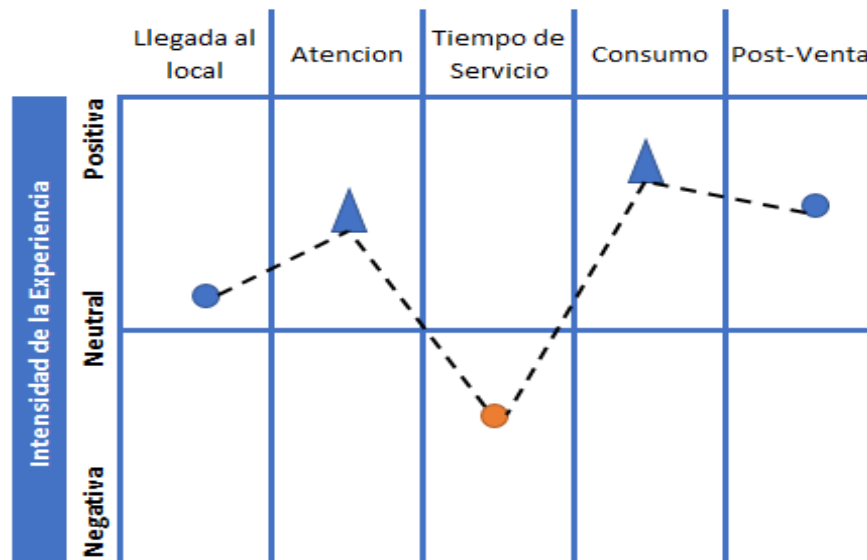 Llegada al
local
Atencion
Tiempo de
Servicio
Consumo
Post-Venta
Intensidad de la Experiencia
Positiva
Neutral
Negativa